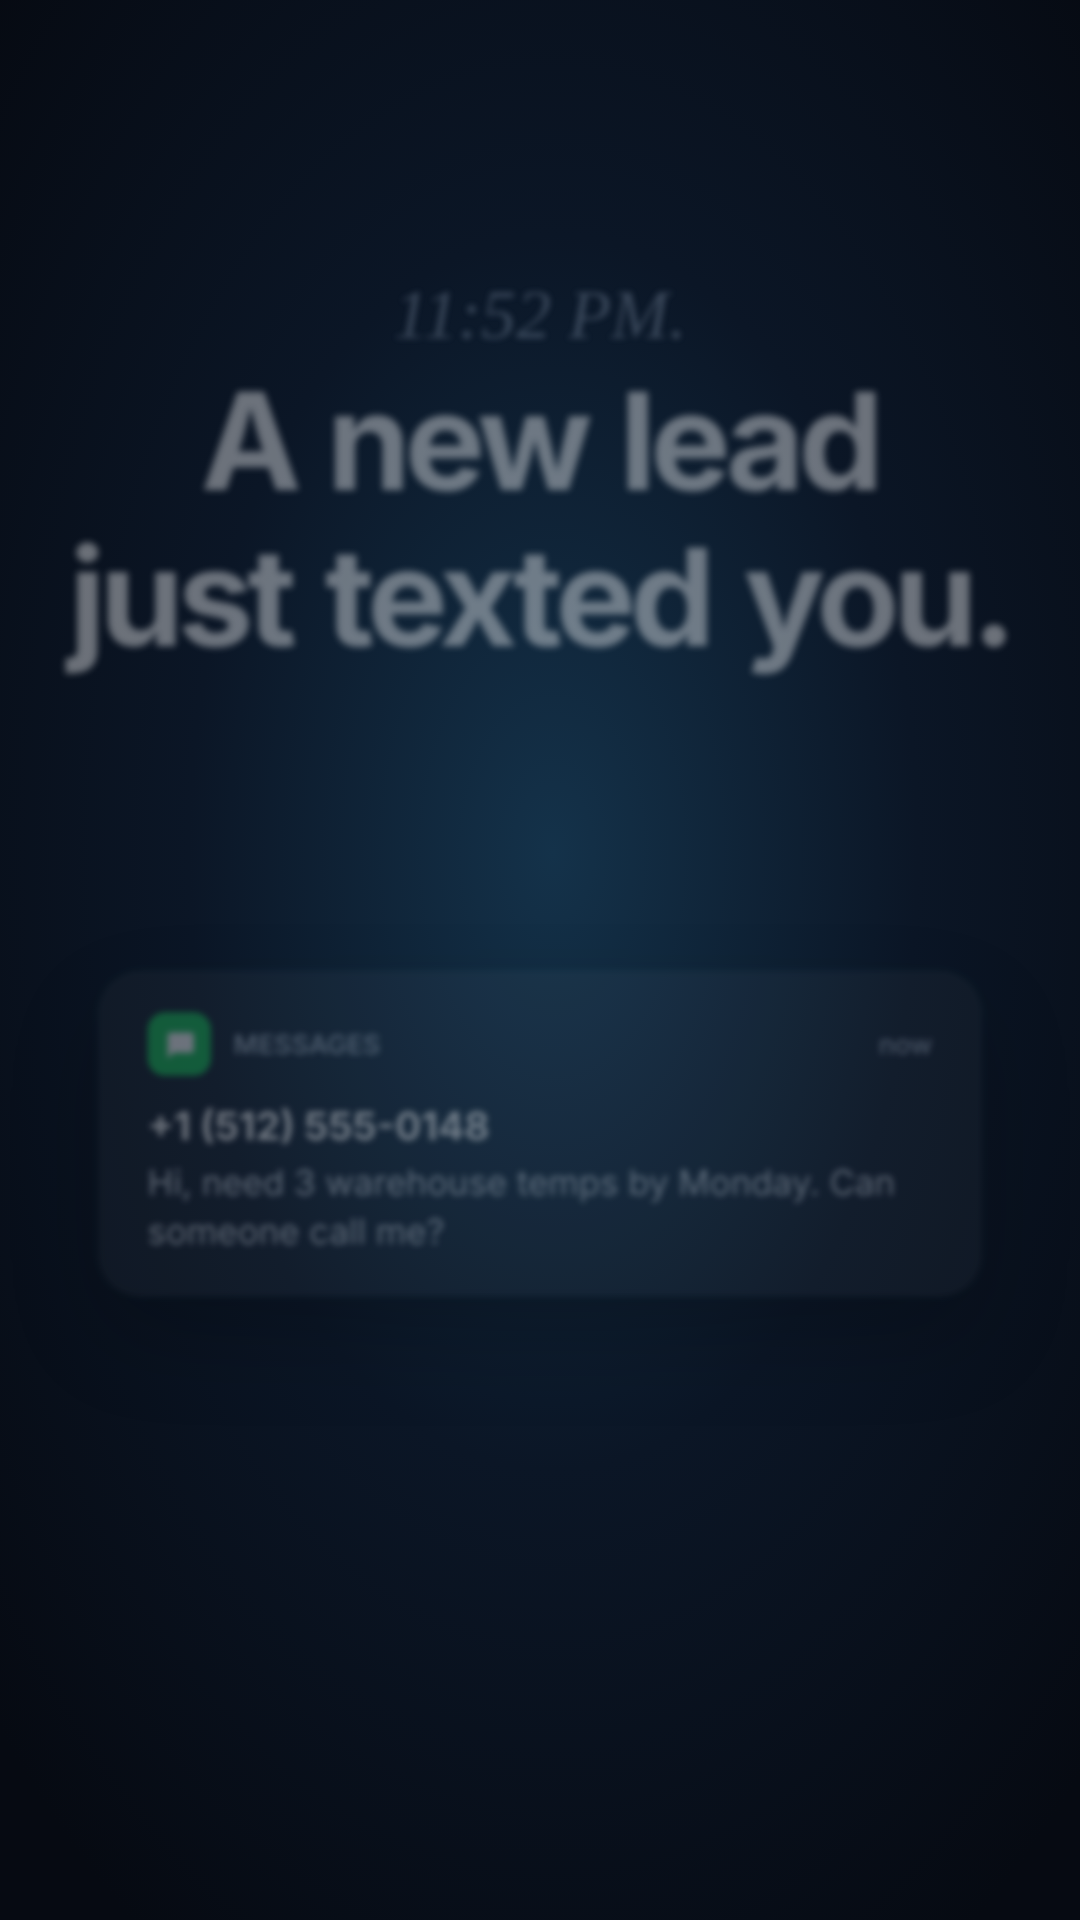 11:52 PM.
A new lead
just texted you.
MESSAGES
now
+1 (512) 555-0148
Hi, need 3 warehouse temps by Monday. Can
someone call me?